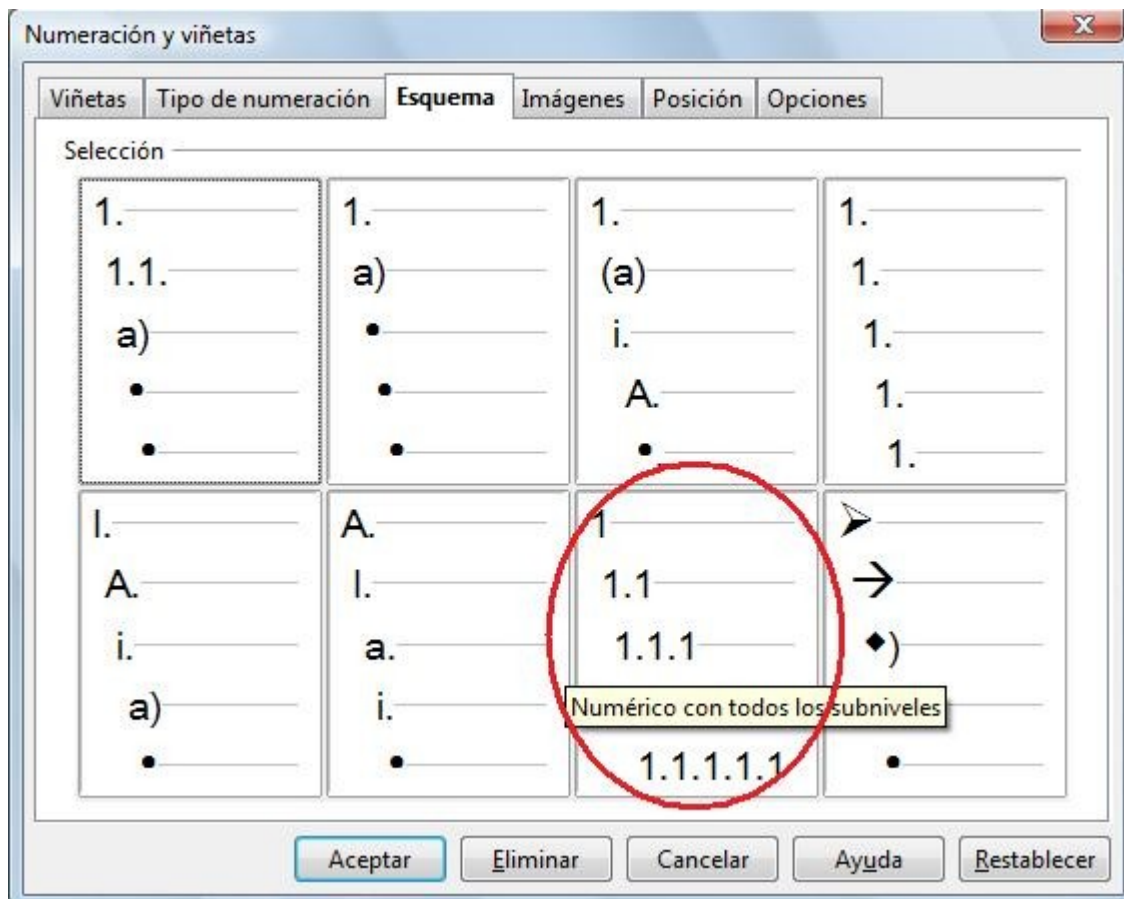 Numeración y viñetas
Viñetas Tipo de numeración Esquema Imágenes Posición Opciones
Selección
1.
1.1.
a)
•
•
1.
a)
•
•
•
1.
(a)
i.
A.
•
1.
1.
1.
1.
1.
I.
A.
i.
a)
•
A.
I.
a.
i.
•
1
1.1
1.1.1
Numérico con todos los subniveles
1.1.1.1.1
➢
→
◆)
•
Aceptar Eliminar Cancelar Ayuda Restablecer